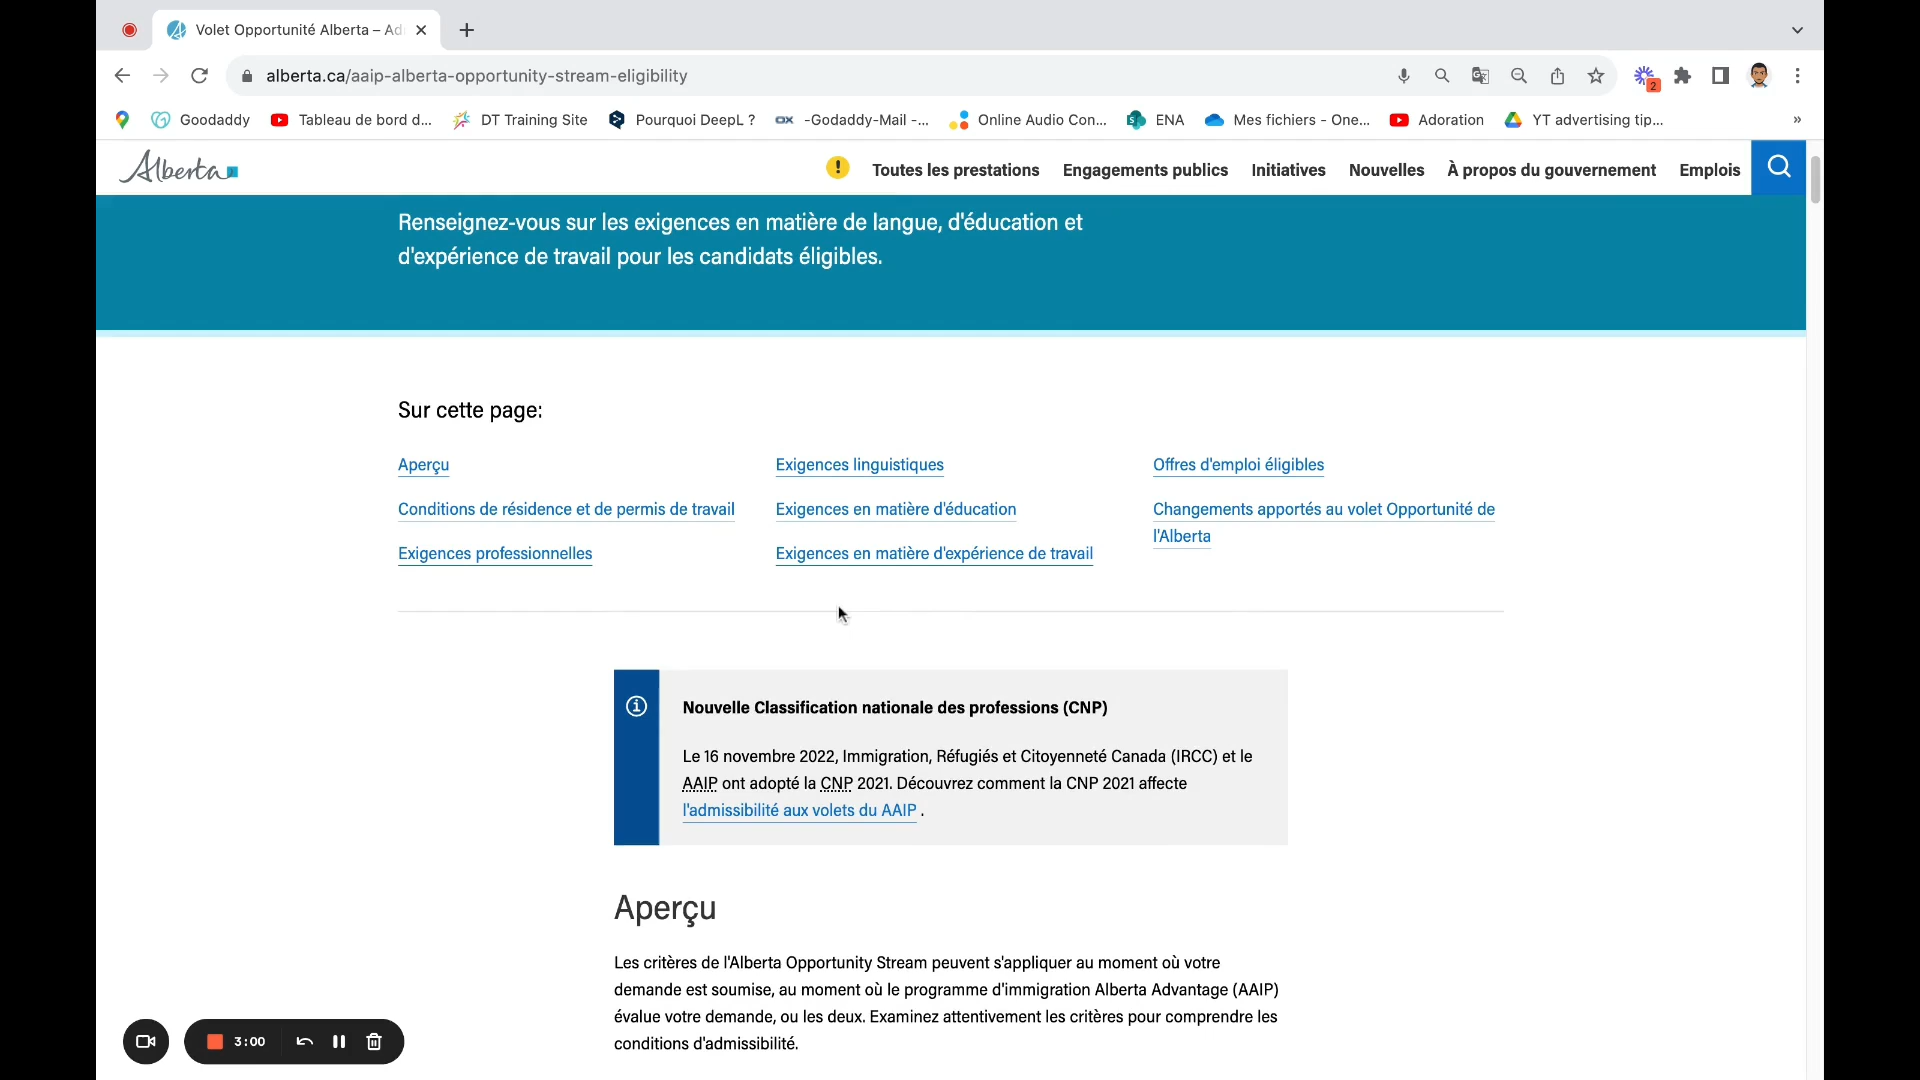 Volet Opportunité Alberta – Ad
alberta.ca/aaip-alberta-opportunity-stream-eligibility
2
Goodaddy
Tableau de bord d...
DT Training Site
Pourquoi DeepL ?
-Godaddy-Mail -...
Online Audio Con...
ENA
Mes fichiers - One...
Adoration
YT advertising tip...
»
Alberta
Toutes les prestations
Engagements publics
Initiatives
Nouvelles
À propos du gouvernement
Emplois
Renseignez-vous sur les exigences en matière de langue, d'éducation et
d'expérience de travail pour les candidats éligibles.
Sur cette page:
Aperçu
Conditions de résidence et de permis de travail
Exigences professionnelles
Exigences linguistiques
Exigences en matière d'éducation
Exigences en matière d'expérience de travail
Offres d'emploi éligibles
Changements apportés au volet Opportunité de
l'Alberta
Nouvelle Classification nationale des professions (CNP)
Le 16 novembre 2022, Immigration, Réfugiés et Citoyenneté Canada (IRCC) et le
AAIP ont adopté la CNP 2021. Découvrez comment la CNP 2021 affecte
l'admissibilité aux volets du AAIP .
Aperçu
Les critères de l'Alberta Opportunity Stream peuvent s'appliquer au moment où votre
demande est soumise, au moment où le programme d'immigration Alberta Advantage (AAIP)
évalue votre demande, ou les deux. Examinez attentivement les critères pour comprendre les
conditions d'admissibilité.
3:00